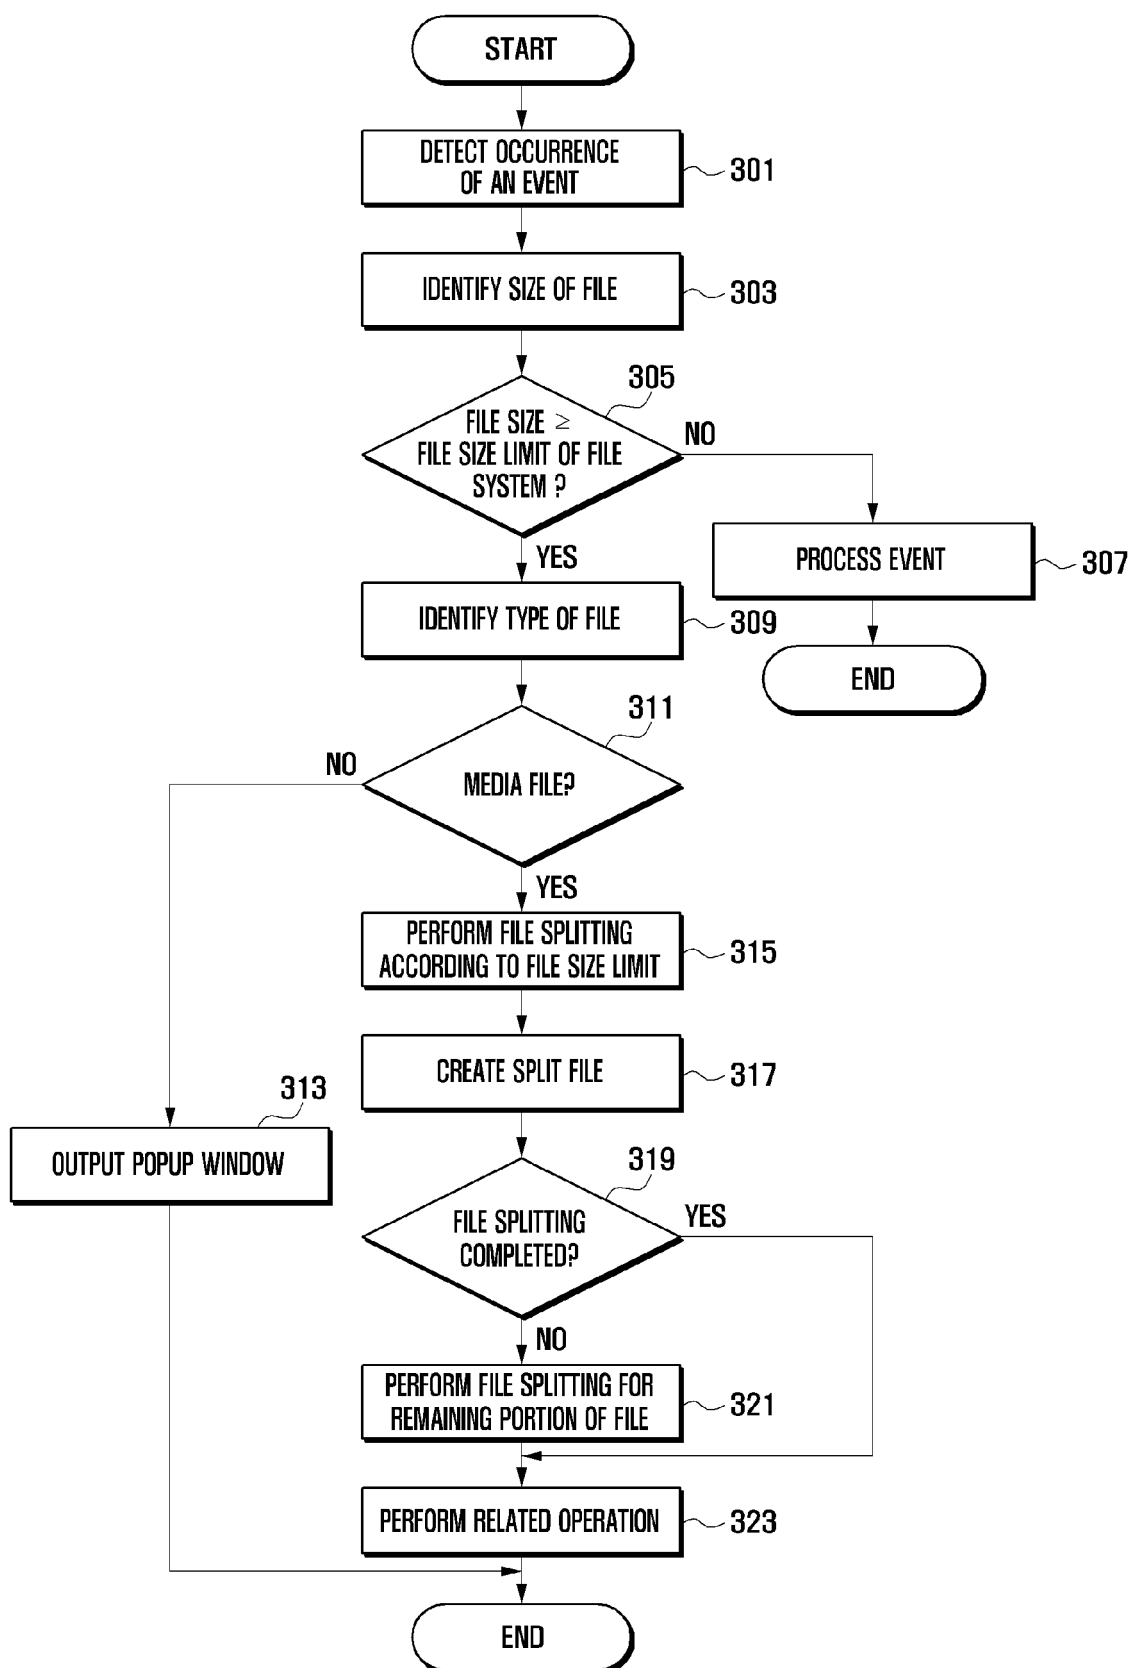 START
DETECT OCCURRENCE
OF AN EVENT
301
IDENTIFY SIZE OF FILE
303
305
FILE SIZE ≥
FILE SIZE LIMIT OF FILE
SYSTEM ?
NO
YES
PROCESS EVENT
307
IDENTIFY TYPE OF FILE
309
END
311
NO
MEDIA FILE?
YES
PERFORM FILE SPLITTING
ACCORDING TO FILE SIZE LIMIT
315
CREATE SPLIT FILE
317
313
OUTPUT POPUP WINDOW
319
FILE SPLITTING
COMPLETED?
YES
NO
PERFORM FILE SPLITTING FOR
REMAINING PORTION OF FILE
321
PERFORM RELATED OPERATION
323
END